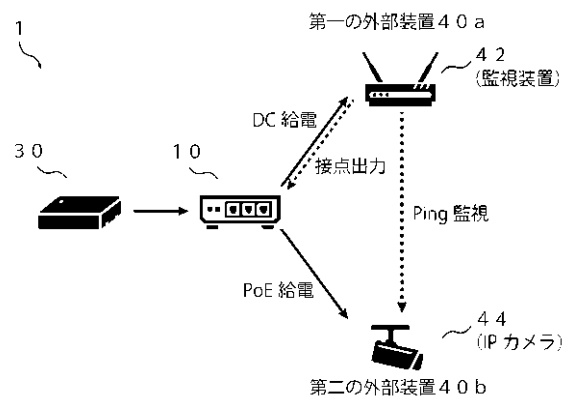 第一の外部装置４０ａ
１
４２
（監視装置）
DC 給電
接点出力
３０
１０
Ping 監視
PoE 給電
４４
（IP カメラ）
第二の外部装置４０ｂ